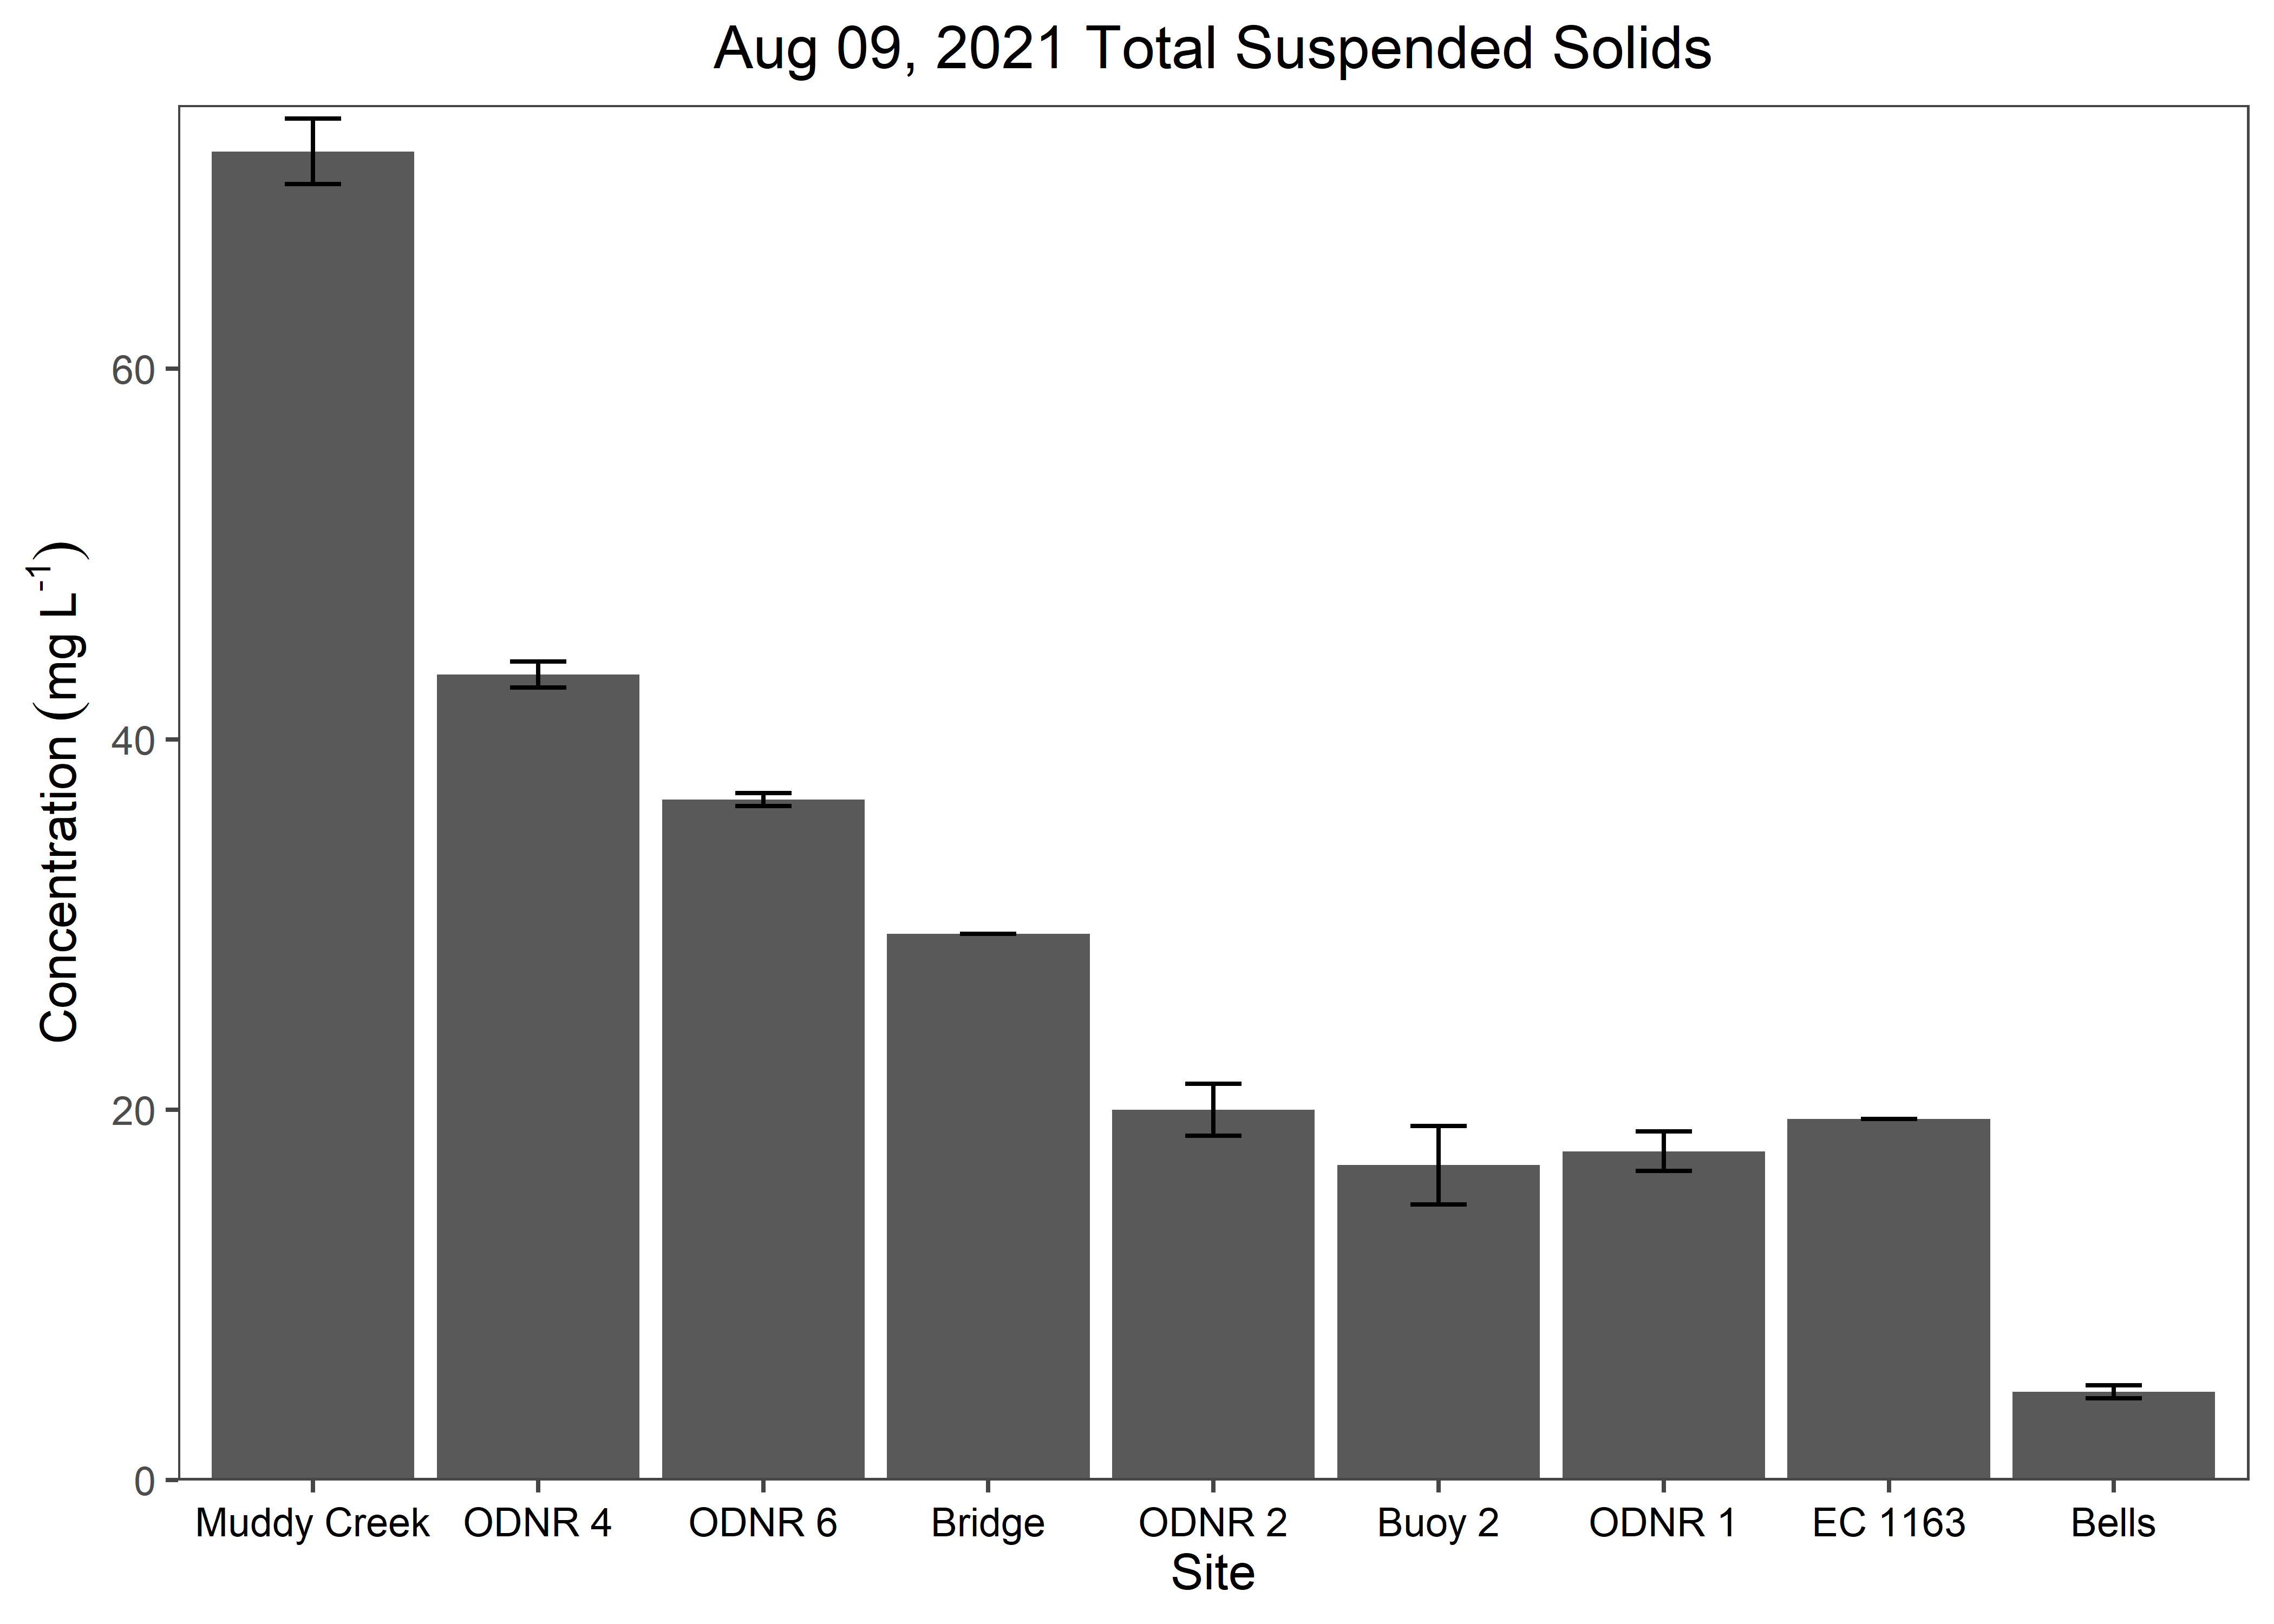 Aug 09, 2021 Total Suspended Solids
Concentration (mg L⁻¹)
60
40
20
0
Muddy Creek ODNR 4 ODNR 6 Bridge ODNR 2 Buoy 2 ODNR 1 EC 1163 Bells
Site